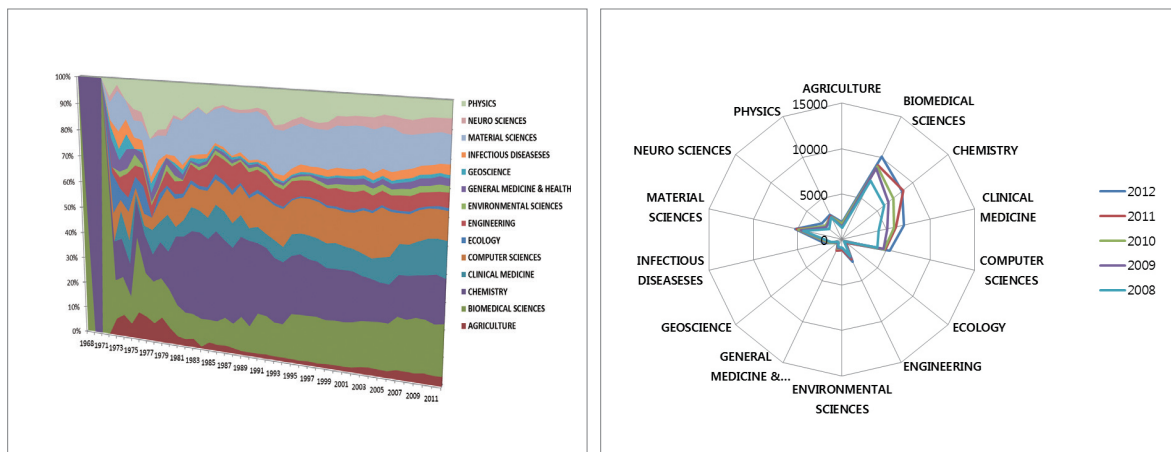 100%
90%
80%
70%
60%
50%
40%
30%
20%
10%
0%
1968 1971 1973 1975 1977 1979 1981 1983 1985 1987 1989 1991 1993 1995 1997 1999 2001 2003 2005 2007 2009 2011
PHYSICS
NEURO SCIENCES
MATERIAL SCIENCES
INFECTIOUS DISEASESES
GEOSCIENCE
GENERAL MEDICINE & HEALTH
ENVIRONMENTAL SCIENCES
ENGINEERING
ECOLOGY
COMPUTER SCIENCES
CLINICAL MEDICINE
CHEMISTRY
BIOMEDICAL SCIENCES
AGRICULTURE
AGRICULTURE
BIOMEDICAL
SCIENCES
CHEMISTRY
CLINICAL
MEDICINE
COMPUTER
SCIENCES
ECOLOGY
ENGINEERING
ENVIRONMENTAL
SCIENCES
GENERAL
MEDICINE &...
GEOSCIENCE
INFECTIOUS
DISEASESES
MATERIAL
SCIENCES
NEURO SCIENCES
PHYSICS
15000
10000
5000
0
2012
2011
2010
2009
2008